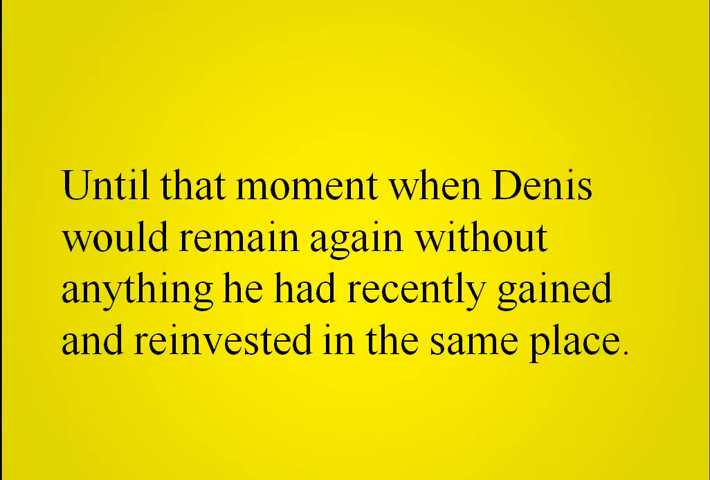 Until that moment when Denis
would remain again without
anything he had recently gained
and reinvested in the same place.